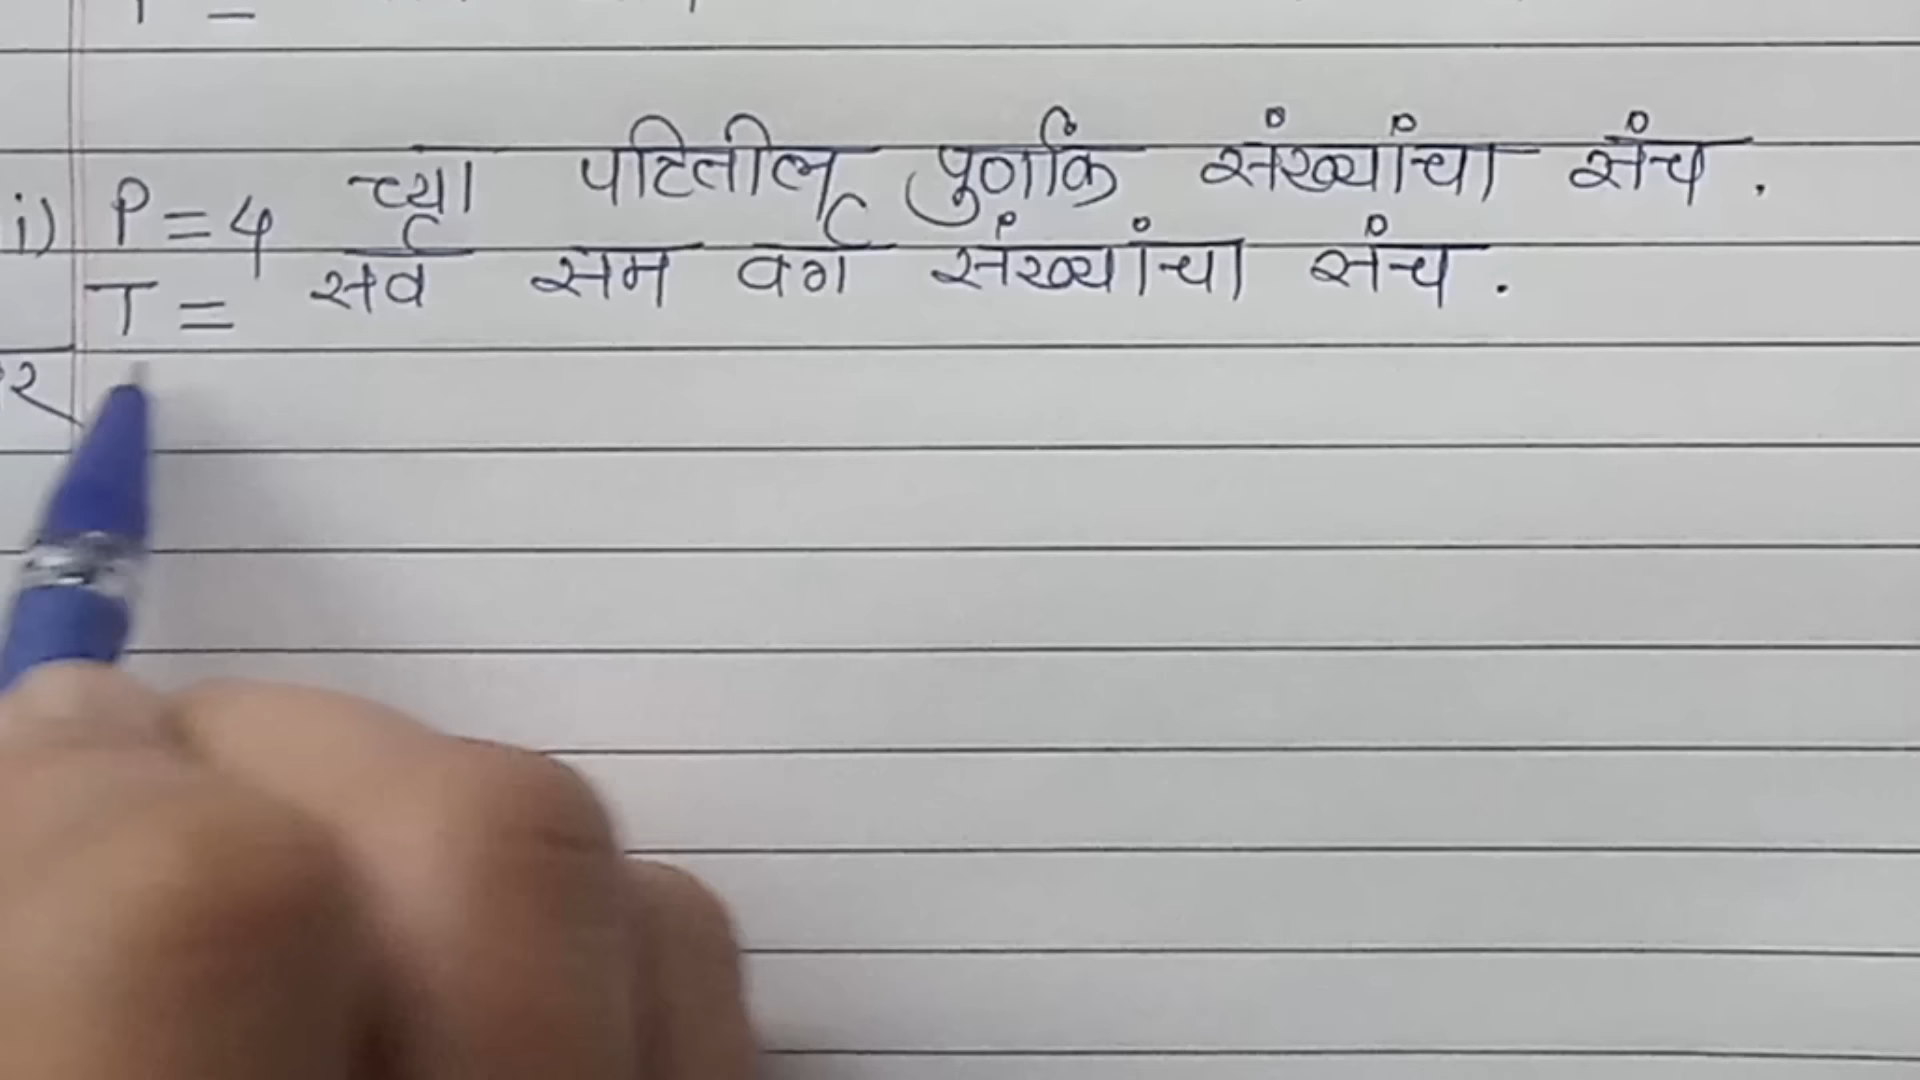 i) P = 4 च्या पटितील पुर्णांक संख्यांचा संच .
T = सर्व सम वर्ग संख्यांचा संच .